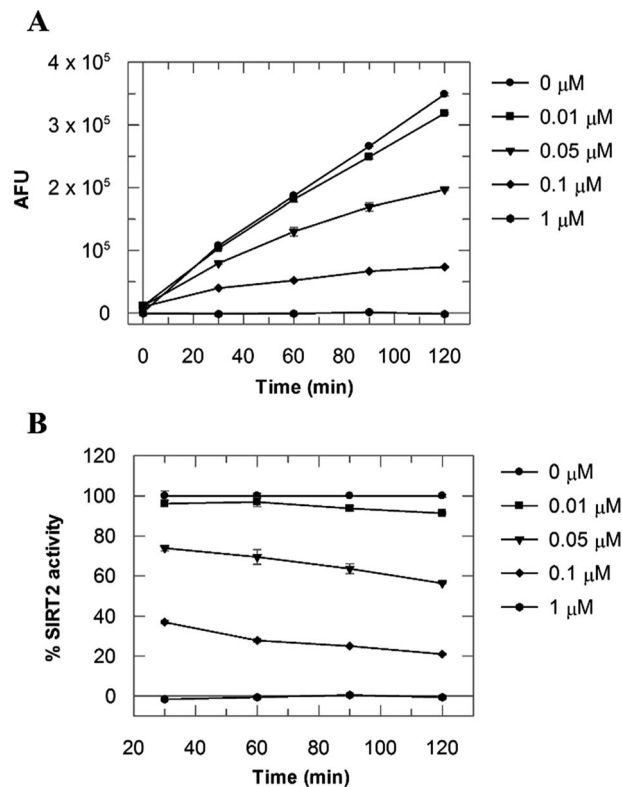 A
4 x 10⁵
3 x 10⁵
2 x 10⁵
10⁵
0
AFU
0 20 40 60 80 100 120
Time (min)
0 µM
0.01 µM
0.05 µM
0.1 µM
1 µM
B
120
100
80
60
40
20
0
% SIRT2 activity
20 40 60 80 100 120
Time (min)
0 µM
0.01 µM
0.05 µM
0.1 µM
1 µM